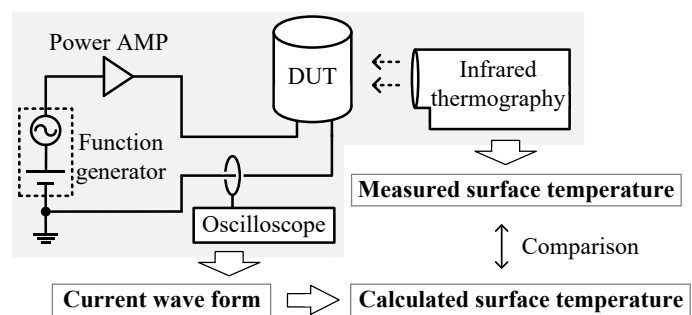 Power AMP
DUT
Infrared
thermography
Function
generator
Measured surface temperature
Oscilloscope
Comparison
Current wave form
Calculated surface temperature